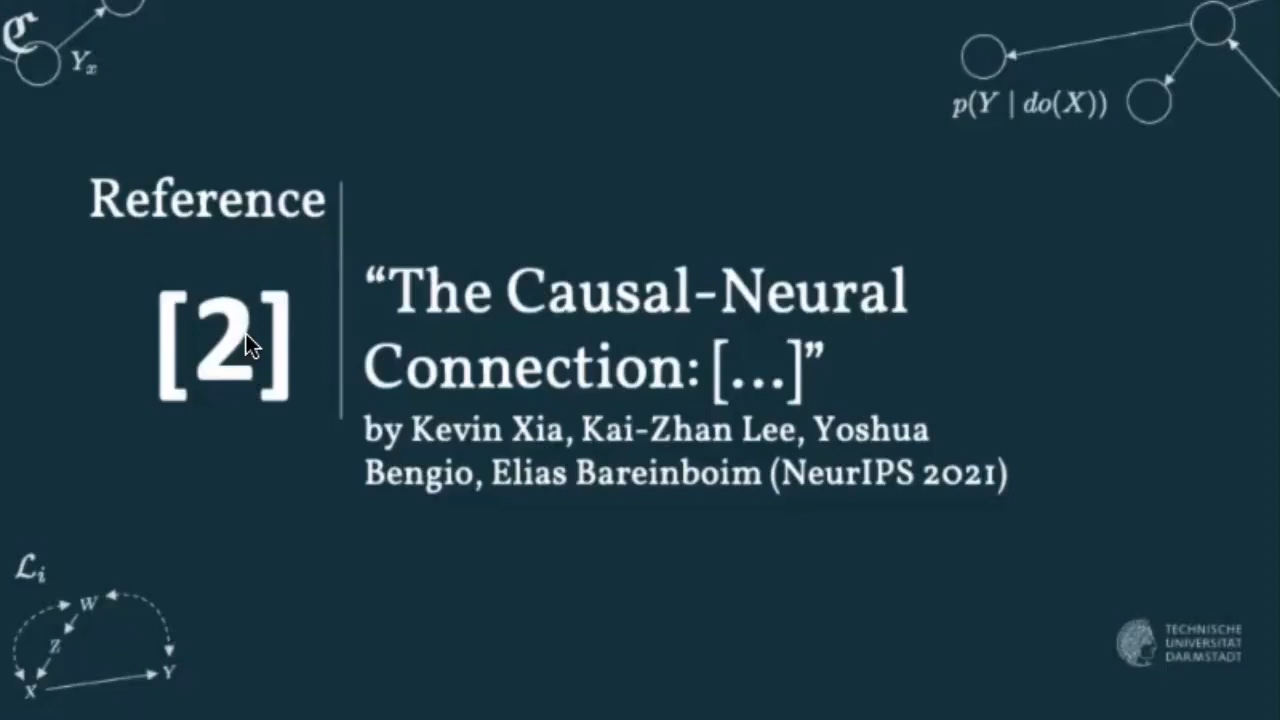 ℭ
Yₓ
p(Y | do(X))
Reference
[2]
“The Causal-Neural
Connection: […]”
by Kevin Xia, Kai-Zhan Lee, Yoshua
Bengio, Elias Bareinboim (NeurIPS 2021)
ℒᵢ
W
Z
X
Y
TECHNISCHE
UNIVERSITÄT
DARMSTADT